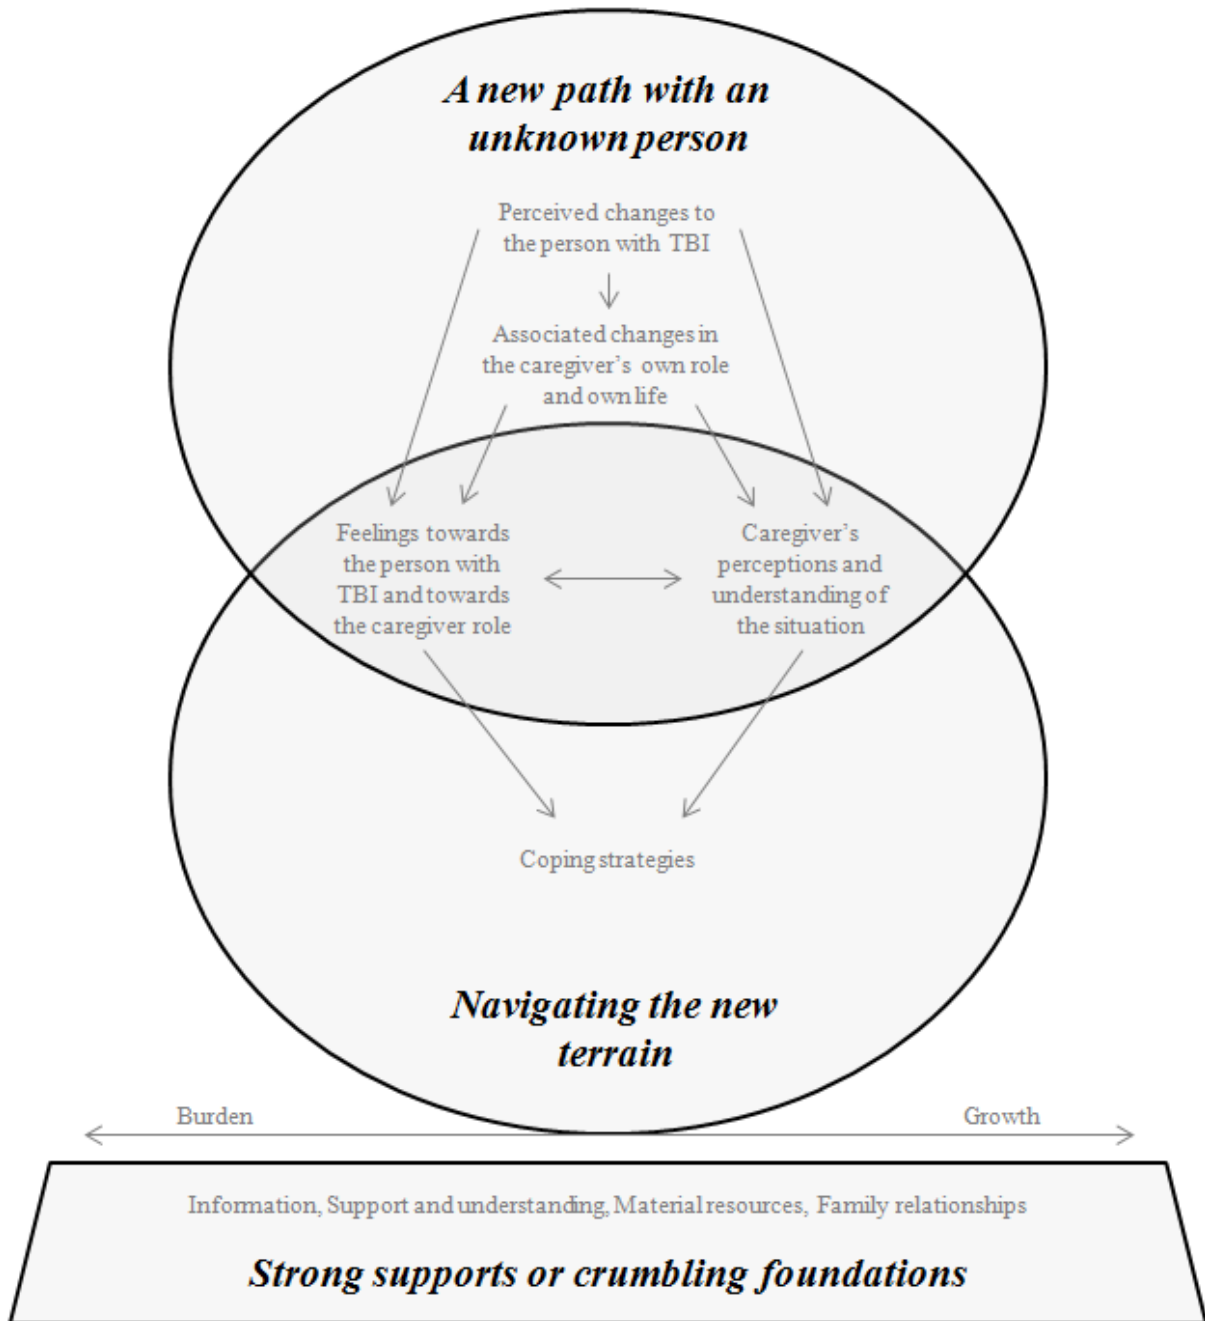 A new path with an
unknown person
Perceived changes to
the person with TBI
Associated changes in
the caregiver’s own role
and own life
Feelings towards
the person with
TBI and towards
the caregiver role
Caregiver’s
perceptions and
understanding of
the situation
Coping strategies
Navigating the new
terrain
Burden
Growth
Information, Support and understanding, Material resources, Family relationships
Strong supports or crumbling foundations